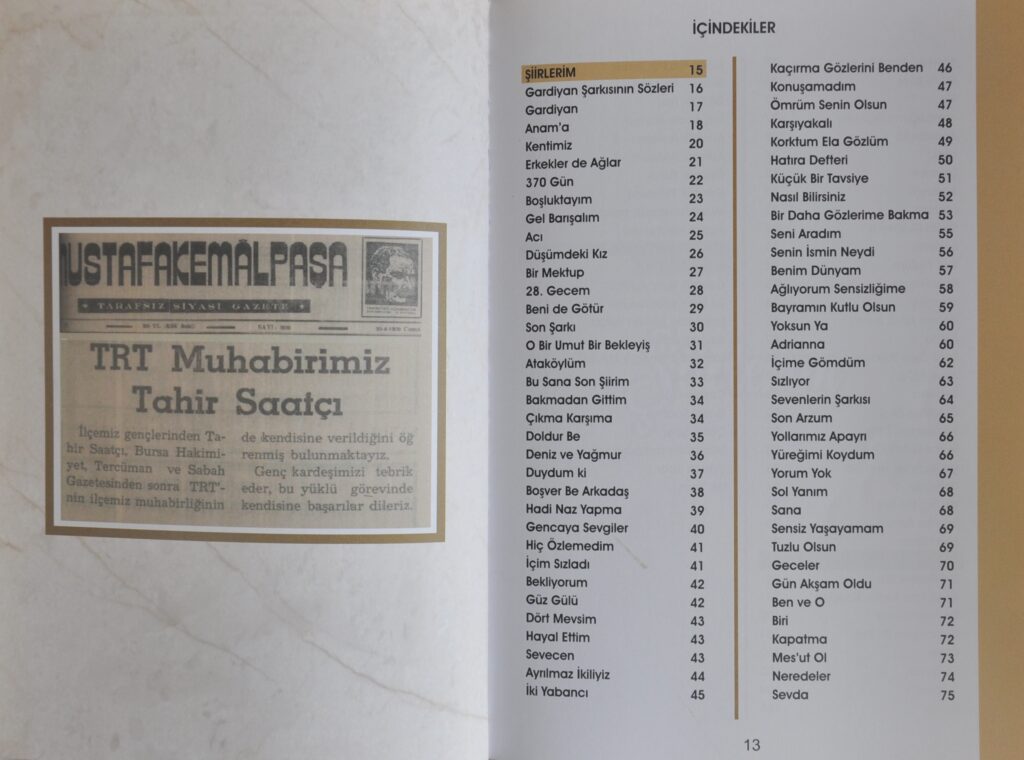 MUSTAFAKEMÂLPAŞA
TARAFSIZ SİYASİ GAZETE
SAYI:
TRT Muhabirimiz
Tahir Saatçı
İlçemiz gençlerinden Ta-
hir Saatçı, Bursa Hakimi-
yet, Tercüman ve Sabah
Gazetesinden sonra TRT'-
nin ilçemiz muhabirliğinin
de kendisine verildiğini öğ
renmiş bulunmaktayız.
Genç kardeşimizi tebrik
eder, bu yüklü görevinde
kendisine başarılar dileriz.
İÇİNDEKİLER
ŞİİRLERİM 15
Gardiyan Şarkısının Sözleri 16
Gardiyan 17
Anam'a 18
Kentimiz 20
Erkekler de Ağlar 21
370 Gün 22
Boşluktayım 23
Gel Barışalım 24
Acı 25
Düşümdeki Kız 26
Bir Mektup 27
28. Gecem 28
Beni de Götür 29
Son Şarkı 30
O Bir Umut Bir Bekleyiş 31
Ataköylüm 32
Bu Sana Son Şiirim 33
Bakmadan Gittim 34
Çıkma Karşıma 34
Doldur Be 35
Deniz ve Yağmur 36
Duydum ki 37
Boşver Be Arkadaş 38
Hadi Naz Yapma 39
Gencaya Sevgiler 40
Hiç Özlemedim 41
İçim Sızladı 41
Bekliyorum 42
Güz Gülü 42
Dört Mevsim 43
Hayal Ettim 43
Sevecen 43
Ayrılmaz İkiliyiz 44
İki Yabancı 45
Kaçırma Gözlerini Benden 46
Konuşamadım 47
Ömrüm Senin Olsun 47
Karşıyakalı 48
Korktum Ela Gözlüm 49
Hatıra Defteri 50
Küçük Bir Tavsiye 51
Nasıl Bilirsiniz 52
Bir Daha Gözlerime Bakma 53
Seni Aradım 55
Senin İsmin Neydi 56
Benim Dünyam 57
Ağlıyorum Sensizliğime 58
Bayramın Kutlu Olsun 59
Yoksun Ya 60
Adrianna 60
İçime Gömdüm 62
Sızlıyor 63
Sevenlerin Şarkısı 64
Son Arzum 65
Yollarımız Apayrı 66
Yüreğimi Koydum 66
Yorum Yok 67
Sol Yanım 68
Sana 68
Sensiz Yaşayamam 69
Tuzlu Olsun 69
Geceler 70
Gün Akşam Oldu 71
Ben ve O 71
Biri 72
Kapatma 72
Mes'ut Ol 73
Neredeler 74
Sevda 75
13